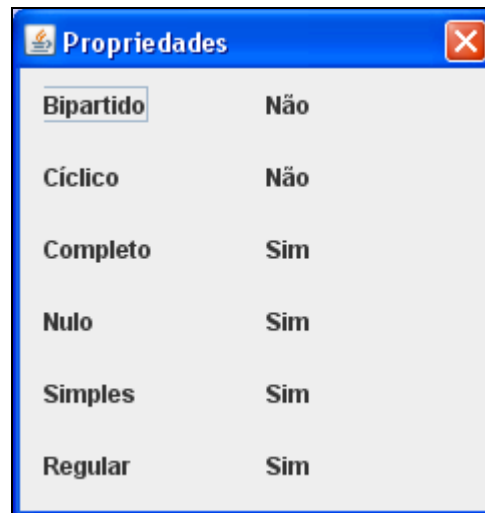 Propriedades
Bipartido Não
Cíclico Não
Completo Sim
Nulo Sim
Simples Sim
Regular Sim